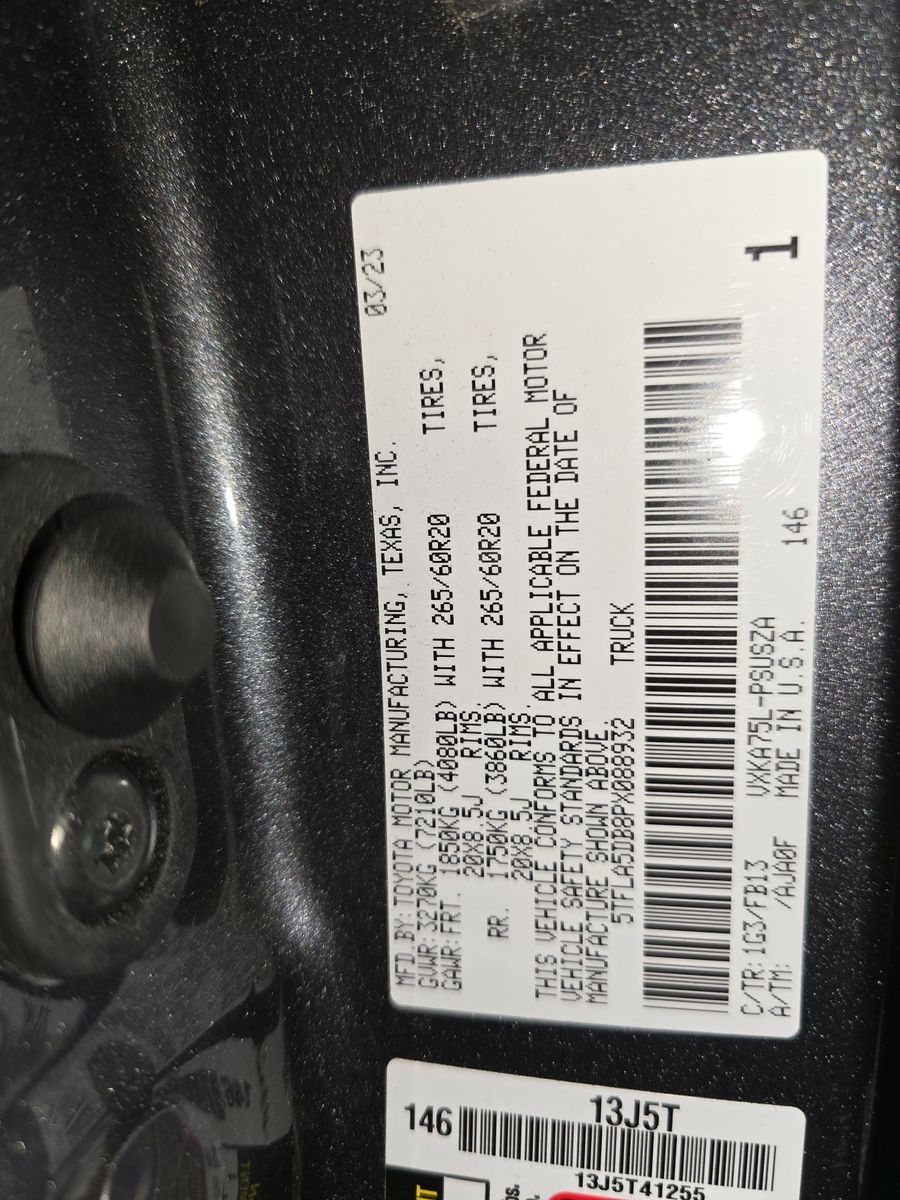 03/23
MFD.BY:TOYOTA MOTOR MANUFACTURING, TEXAS, INC.
GVWR:3270KG (7210LB)
GAWR:FRT. 1850KG (4080LB) WITH 265/60R20 TIRES,
20X8.5J RIMS
RR. 1750KG (3860LB) WITH 265/60R20 TIRES,
20X8.5J RIMS.
THIS VEHICLE CONFORMS TO ALL APPLICABLE FEDERAL MOTOR
VEHICLE SAFETY STANDARDS IN EFFECT ON THE DATE OF
MANUFACTURE SHOWN ABOVE
5TFLA5DB8PX088932 TRUCK
C/TR:1G3/FB13 VXKA75L-PSUSZA 146
A/TM: /AJA0F MADE IN U.S.A.
1
146
13J5T
13J5T41255